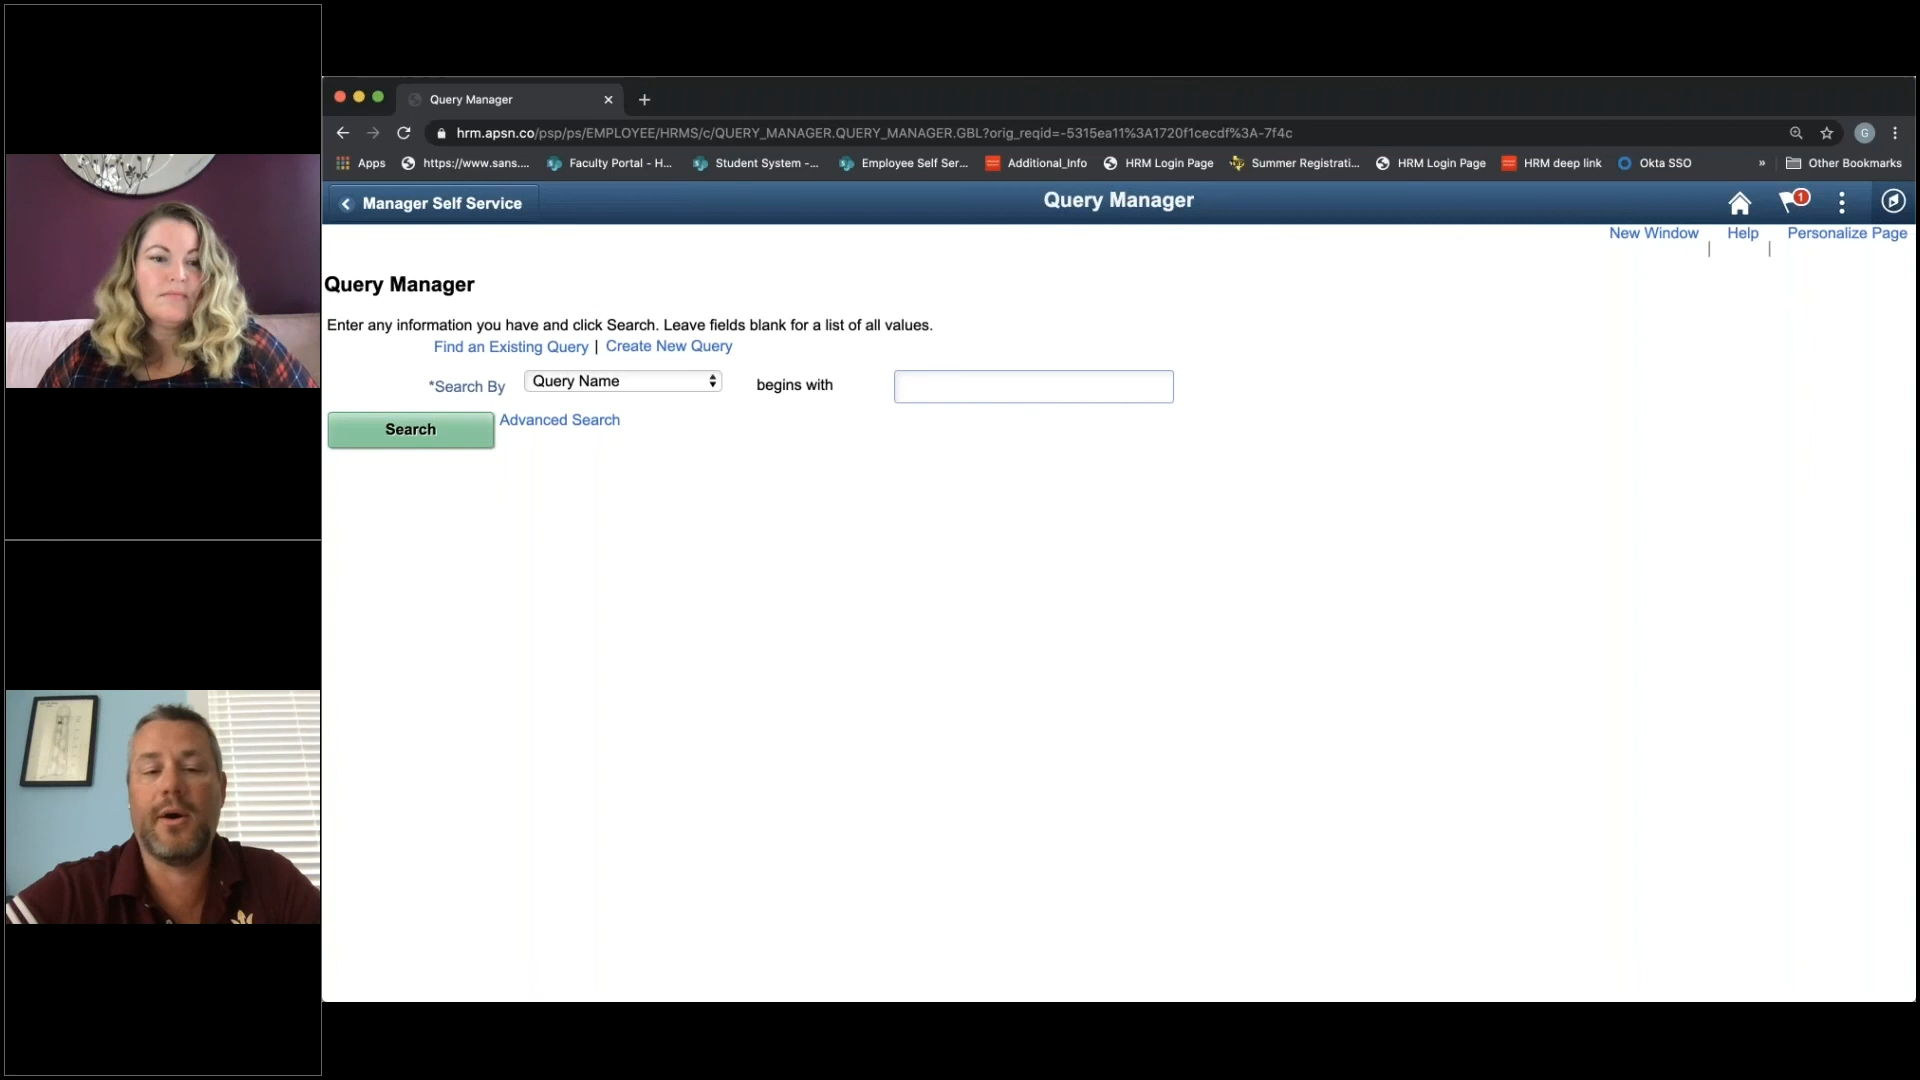 Query Manager
hrm.apsn.co/psp/ps/EMPLOYEE/HRMS/c/QUERY_MANAGER.QUERY_MANAGER.GBL?orig_reqid=-5315ea11%3A1720f1cecdf%3A-7f4c
G
Apps https://www.sans.... Faculty Portal - H... Student System -... Employee Self Ser... Additional_Info HRM Login Page Summer Registrati... HRM Login Page HRM deep link Okta SSO » Other Bookmarks
Manager Self Service Query Manager 1
New Window | Help | Personalize Page
Query Manager
Enter any information you have and click Search. Leave fields blank for a list of all values.
Find an Existing Query | Create New Query
*Search By Query Name begins with
Search Advanced Search